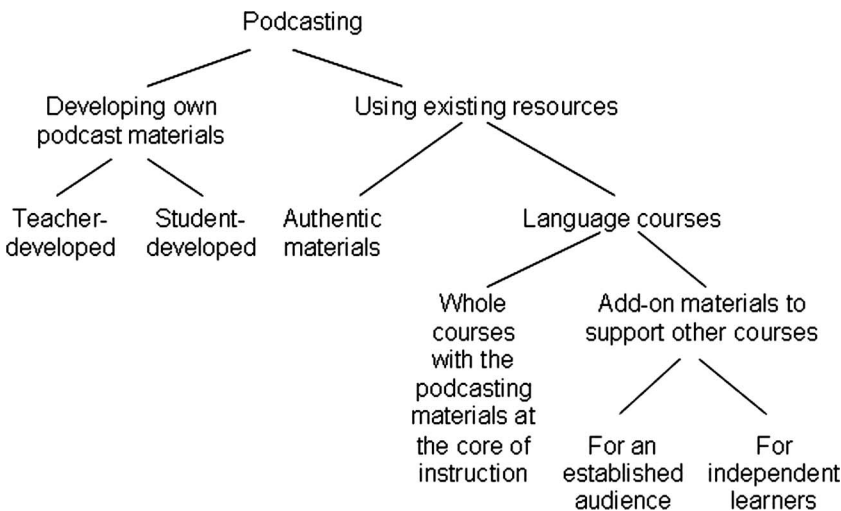 Podcasting
Developing own
podcast materials
Using existing resources
Teacher-
developed
Student-
developed
Authentic
materials
Language courses
Whole
courses
with the
podcasting
materials at
the core of
instruction
Add-on materials to
support other courses
For an
established
audience
For
independent
learners